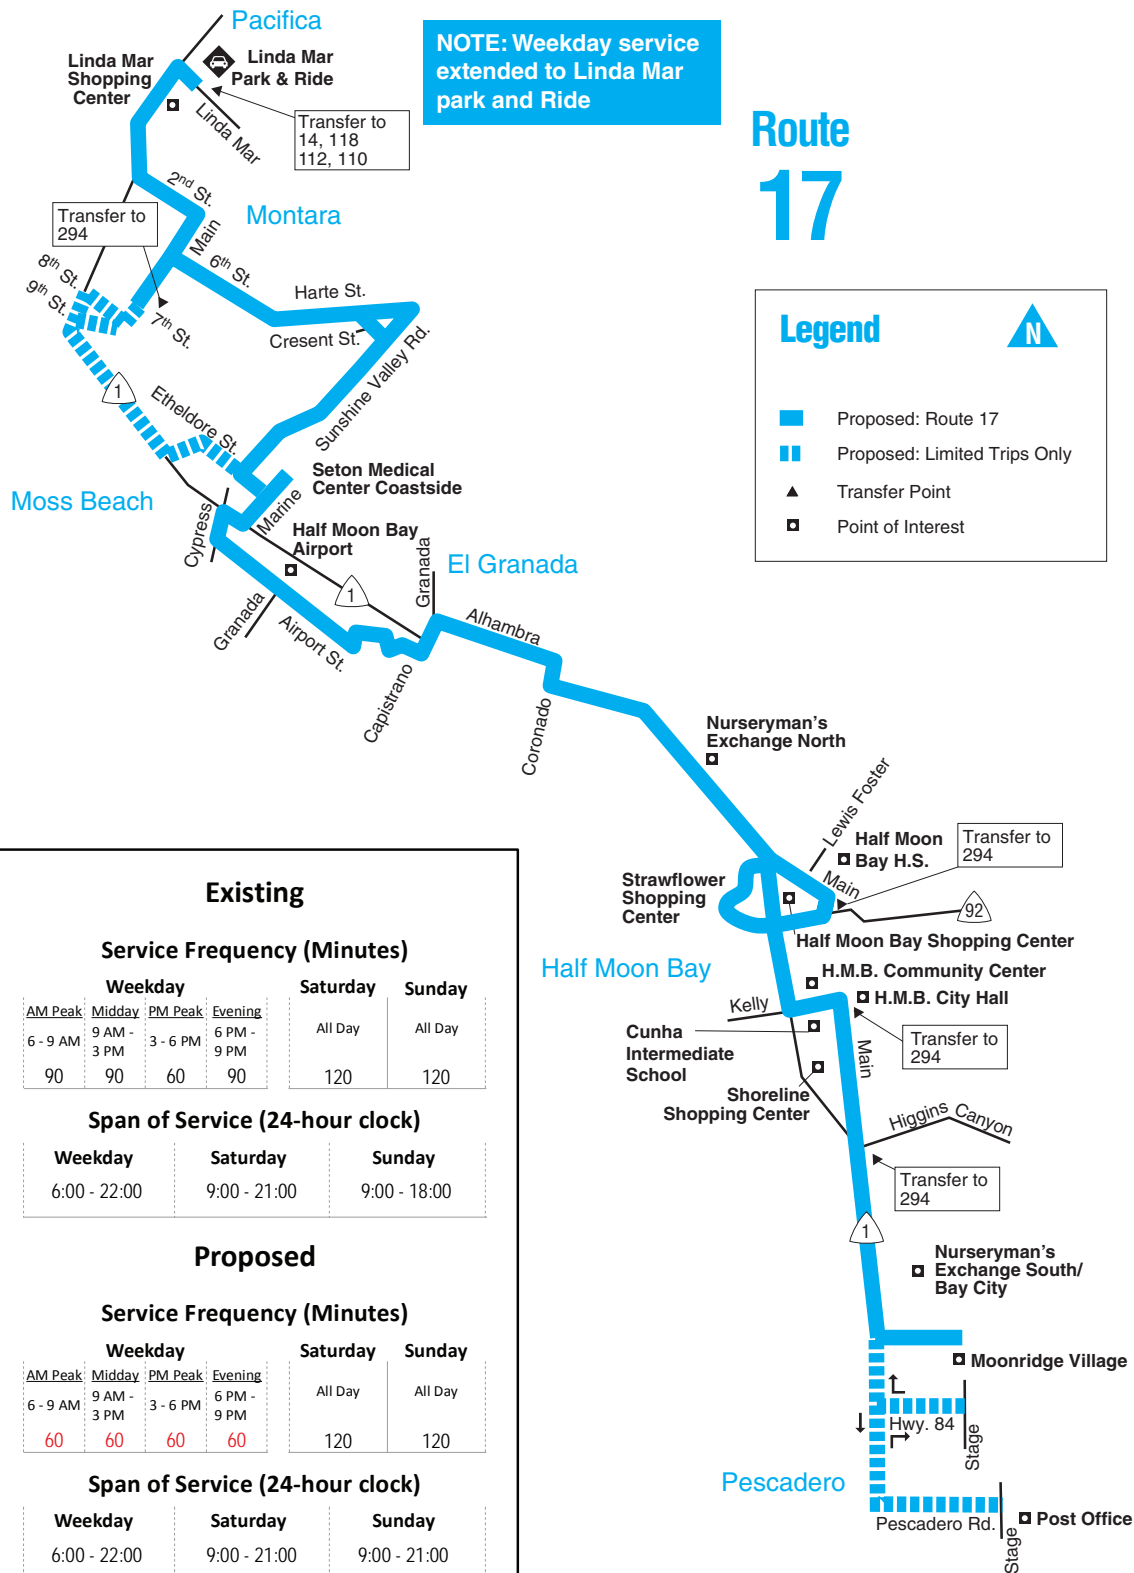 Pacifica
Linda Mar
Shopping
Center
Linda Mar
Park & Ride
NOTE: Weekday service
extended to Linda Mar
park and Ride
Linda Mar
Transfer to
14, 118
112, 110
Route
17
2nd St.
Montara
Transfer to
294
Main
6th St.
8th St.
9th St.
7th St.
Harte St.
Cresent St.
Sunshine Valley Rd.
Legend
N
Proposed: Route 17
Proposed: Limited Trips Only
Transfer Point
Point of Interest
1
Etheldore St.
Seton Medical
Center Coastside
Moss Beach
Marine
Cypress
Half Moon Bay
Airport
1
Granada
El Granada
Granada
Airport St.
Alhambra
Capistrano
Coronado
Nurseryman's
Exchange North
Lewis Foster
Half Moon
Bay H.S.
Transfer to
294
Main
92
Strawflower
Shopping
Center
Half Moon Bay Shopping Center
Half Moon Bay
H.M.B. Community Center
H.M.B. City Hall
Kelly
Cunha
Intermediate
School
Main
Transfer to
294
Shoreline
Shopping Center
Higgins Canyon
Transfer to
294
1
Nurseryman's
Exchange South/
Bay City
Moonridge Village
Hwy. 84
Stage
Pescadero
Pescadero Rd.
Stage
Post Office
Existing
Service Frequency (Minutes)
Weekday Saturday Sunday
AM Peak Midday PM Peak Evening
6 - 9 AM 9 AM - 3 PM 3 - 6 PM 6 PM - 9 PM All Day All Day
90 90 60 90 120 120
Span of Service (24-hour clock)
Weekday Saturday Sunday
6:00 - 22:00 9:00 - 21:00 9:00 - 18:00
Proposed
Service Frequency (Minutes)
Weekday Saturday Sunday
AM Peak Midday PM Peak Evening
6 - 9 AM 9 AM - 3 PM 3 - 6 PM 6 PM - 9 PM All Day All Day
60 60 60 60 120 120
Span of Service (24-hour clock)
Weekday Saturday Sunday
6:00 - 22:00 9:00 - 21:00 9:00 - 21:00